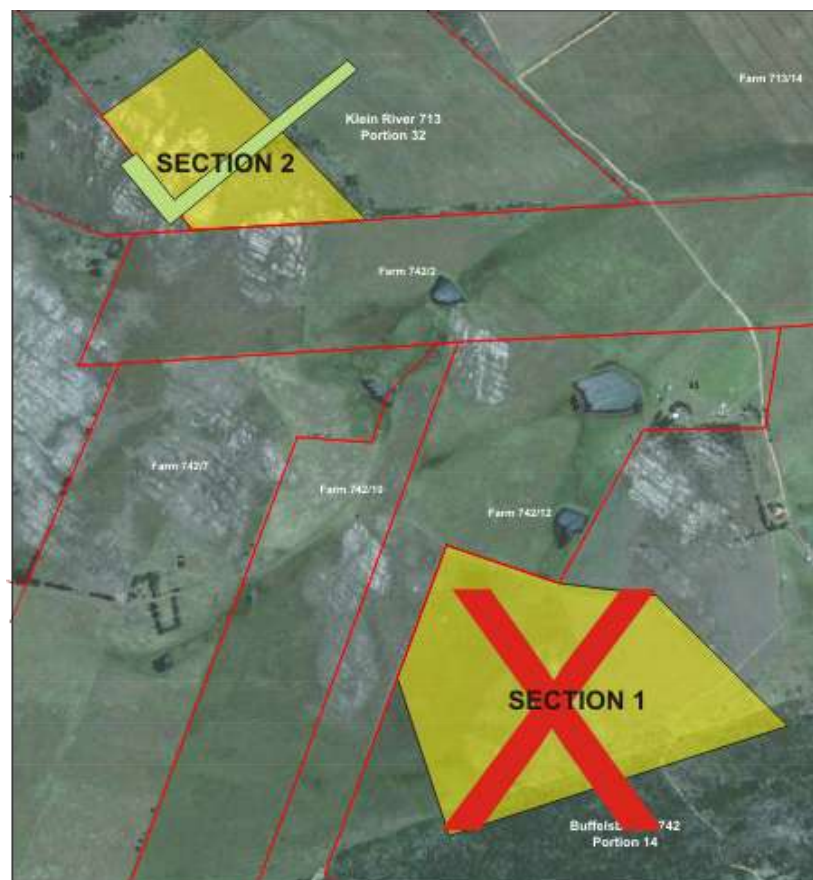 Farm 713/14
Klein River 713
Portion 32
SECTION 2
Farm 742/2
Farm 742/7
Farm 742/10
Farm 742/12
SECTION 1
742
Portion 14